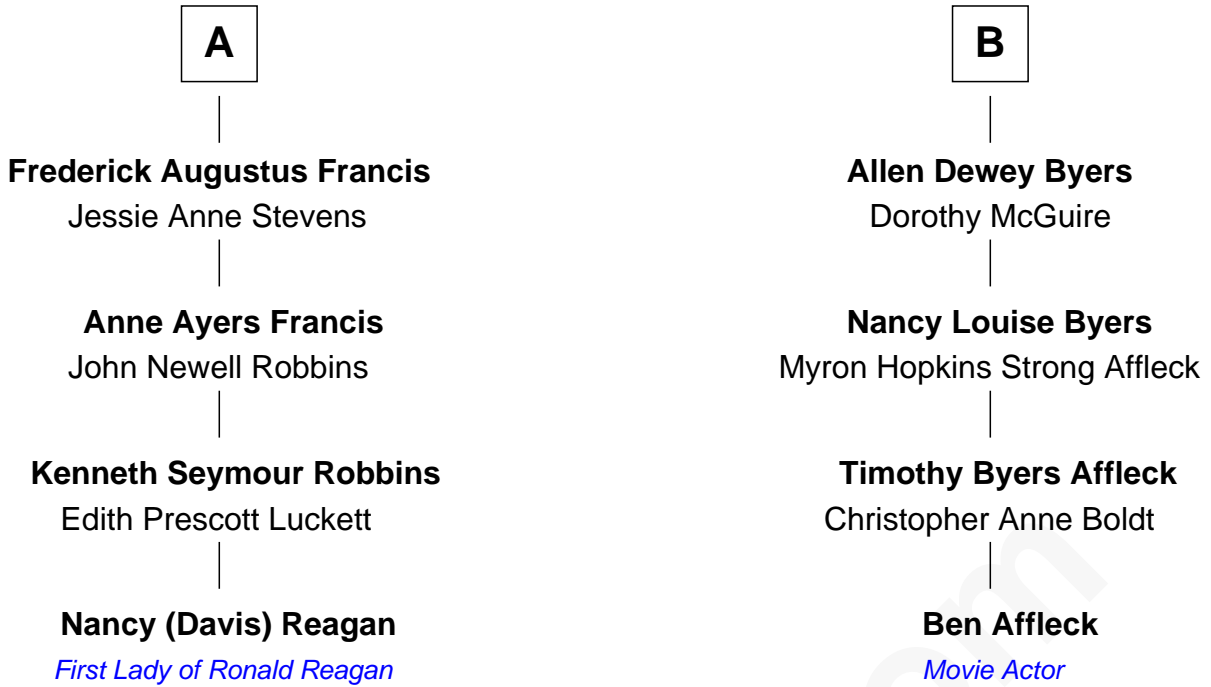 A
Frederick Augustus Francis
Jessie Anne Stevens
Anne Ayers Francis
John Newell Robbins
Kenneth Seymour Robbins
Edith Prescott Luckett
Nancy (Davis) Reagan
First Lady of Ronald Reagan
B
Allen Dewey Byers
Dorothy McGuire
Nancy Louise Byers
Myron Hopkins Strong Affleck
Timothy Byers Affleck
Christopher Anne Boldt
Ben Affleck
Movie Actor